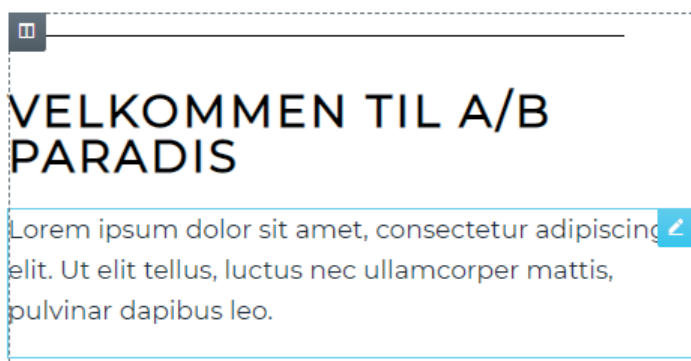 VELKOMMEN TIL A/B
PARADIS
Lorem ipsum dolor sit amet, consectetur adipiscing
elit. Ut elit tellus, luctus nec ullamcorper mattis,
pulvinar dapibus leo.